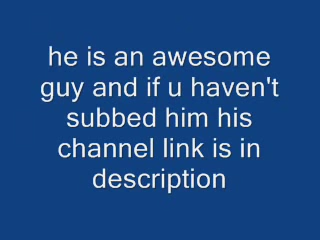 he is an awesome
guy and if u haven't
subbed him his
channel link is in
description